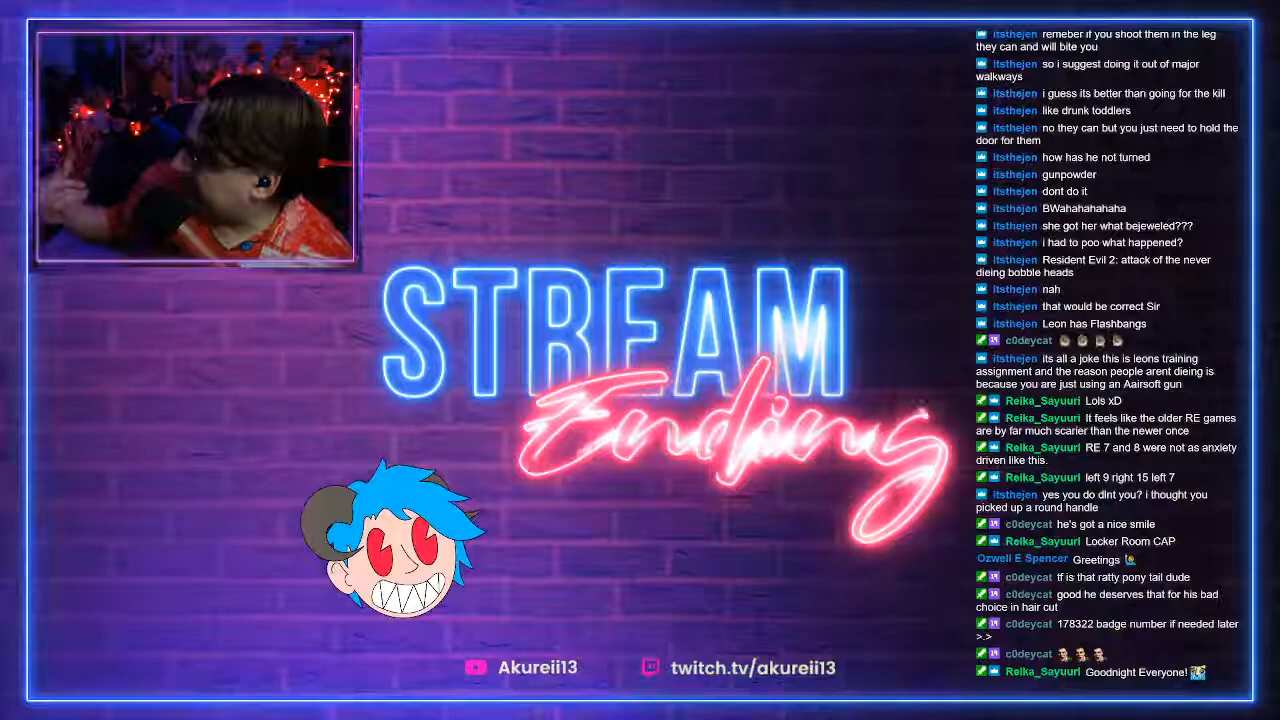 itsthejen remeber if you shoot them in the leg
they can and will bite you
itsthejen so i suggest doing it out of major
walkways
itsthejen i guess its better than going for the kill
itsthejen like drunk toddlers
itsthejen no they can but you just need to hold the
door for them
itsthejen how has he not turned
itsthejen gunpowder
itsthejen dont do it
itsthejen BWahahahahaha
itsthejen she got her what bejeweled???
itsthejen i had to poo what happened?
itsthejen Resident Evil 2: attack of the never
dieing bobble heads
itsthejen nah
itsthejen that would be correct Sir
itsthejen Leon has Flashbangs
c0deycat
itsthejen its all a joke this is leons training
assignment and the reason people arent dieing is
because you are just using an Aairsoft gun
Reika_Sayuuri Lols xD
Reika_Sayuuri It feels like the older RE games
are by far much scarier than the newer once
Reika_Sayuuri RE 7 and 8 were not as anxiety
driven like this.
Reika_Sayuuri left 9 right 15 left 7
itsthejen yes you do dInt you? i thought you
picked up a round handle
c0deycat he's got a nice smile
Reika_Sayuuri Locker Room CAP
Ozwell E Spencer Greetings
c0deycat tf is that ratty pony tail dude
c0deycat good he deserves that for his bad
choice in hair cut
c0deycat 178322 badge number if needed later
>.>
c0deycat
Reika_Sayuuri Goodnight Everyone!
STREAM
Ending
Akureii13
twitch.tv/akureii13